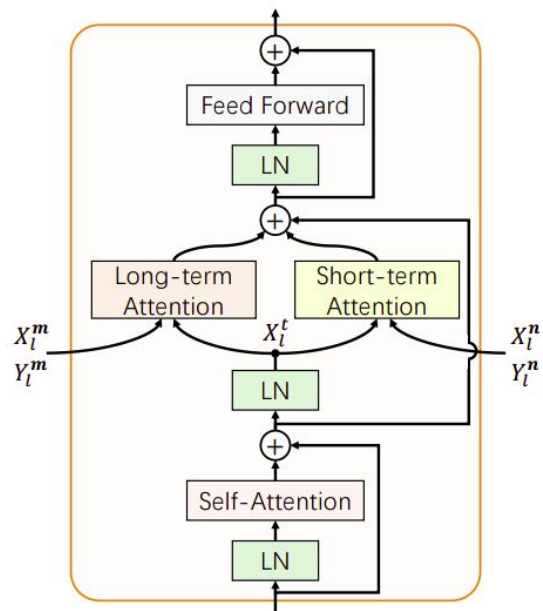 +
Feed Forward
LN
+
Long-term
Attention
Short-term
Attention
X_l^m
Y_l^m
X_l^t
X_l^n
Y_l^n
LN
+
Self-Attention
LN